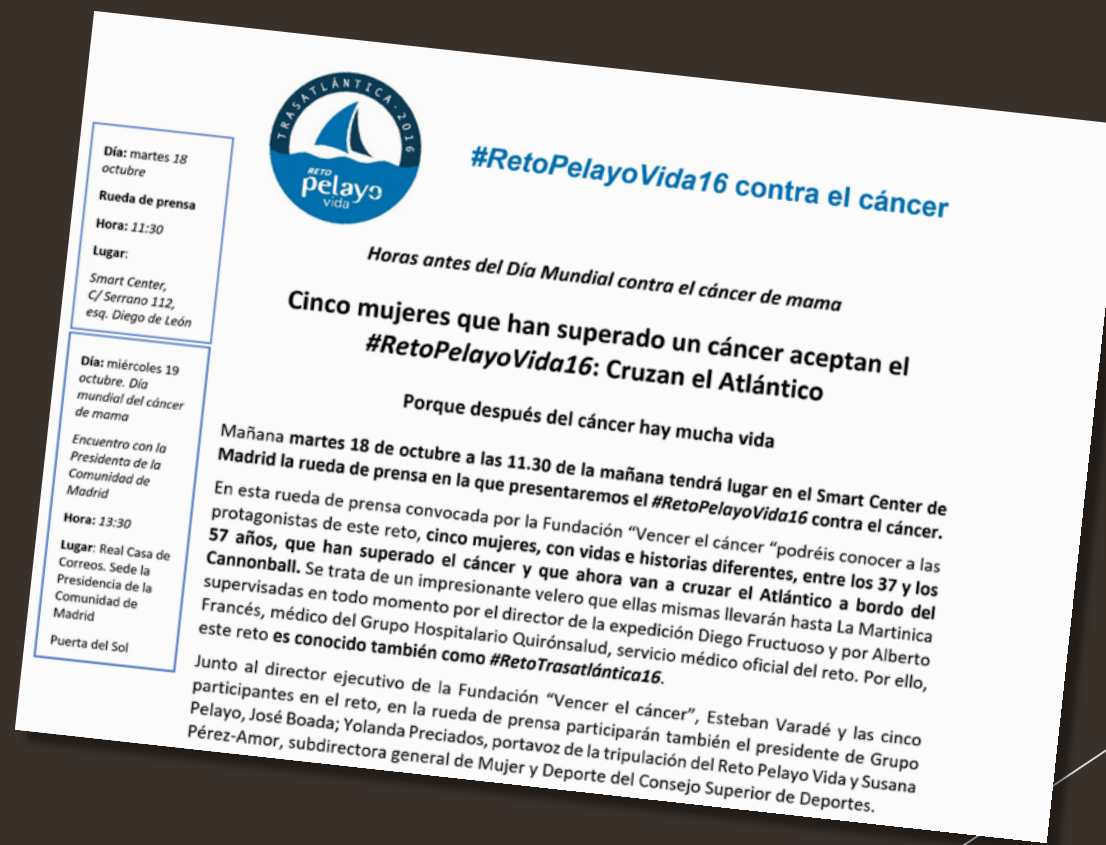 TRASATLÁNTICA · 2016
RETO
pelayo
vida
#RetoPelayoVida16 contra el cáncer
Día: martes 18
octubre
Rueda de prensa
Hora: 11:30
Lugar:
Smart Center,
C/ Serrano 112,
esq. Diego de León
Día: miércoles 19
octubre. Día
mundial del cáncer
de mama
Encuentro con la
Presidenta de la
Comunidad de
Madrid
Hora: 13:30
Lugar: Real Casa de
Correos. Sede la
Presidencia de la
Comunidad de
Madrid
Puerta del Sol
Horas antes del Día Mundial contra el cáncer de mama
Cinco mujeres que han superado un cáncer aceptan el
#RetoPelayoVida16: Cruzan el Atlántico
Porque después del cáncer hay mucha vida
Mañana martes 18 de octubre a las 11.30 de la mañana tendrá lugar en el Smart Center de
Madrid la rueda de prensa en la que presentaremos el #RetoPelayoVida16 contra el cáncer.
En esta rueda de prensa convocada por la Fundación “Vencer el cáncer “podréis conocer a las
protagonistas de este reto, cinco mujeres, con vidas e historias diferentes, entre los 37 y los
57 años, que han superado el cáncer y que ahora van a cruzar el Atlántico a bordo del
Cannonball. Se trata de un impresionante velero que ellas mismas llevarán hasta La Martinica
supervisadas en todo momento por el director de la expedición Diego Fructuoso y por Alberto
Francés, médico del Grupo Hospitalario Quirónsalud, servicio médico oficial del reto. Por ello,
este reto es conocido también como #RetoTrasatlántica16.
Junto al director ejecutivo de la Fundación “Vencer el cáncer”, Esteban Varadé y las cinco
participantes en el reto, en la rueda de prensa participarán también el presidente de Grupo
Pelayo, José Boada; Yolanda Preciados, portavoz de la tripulación del Reto Pelayo Vida y Susana
Pérez-Amor, subdirectora general de Mujer y Deporte del Consejo Superior de Deportes.